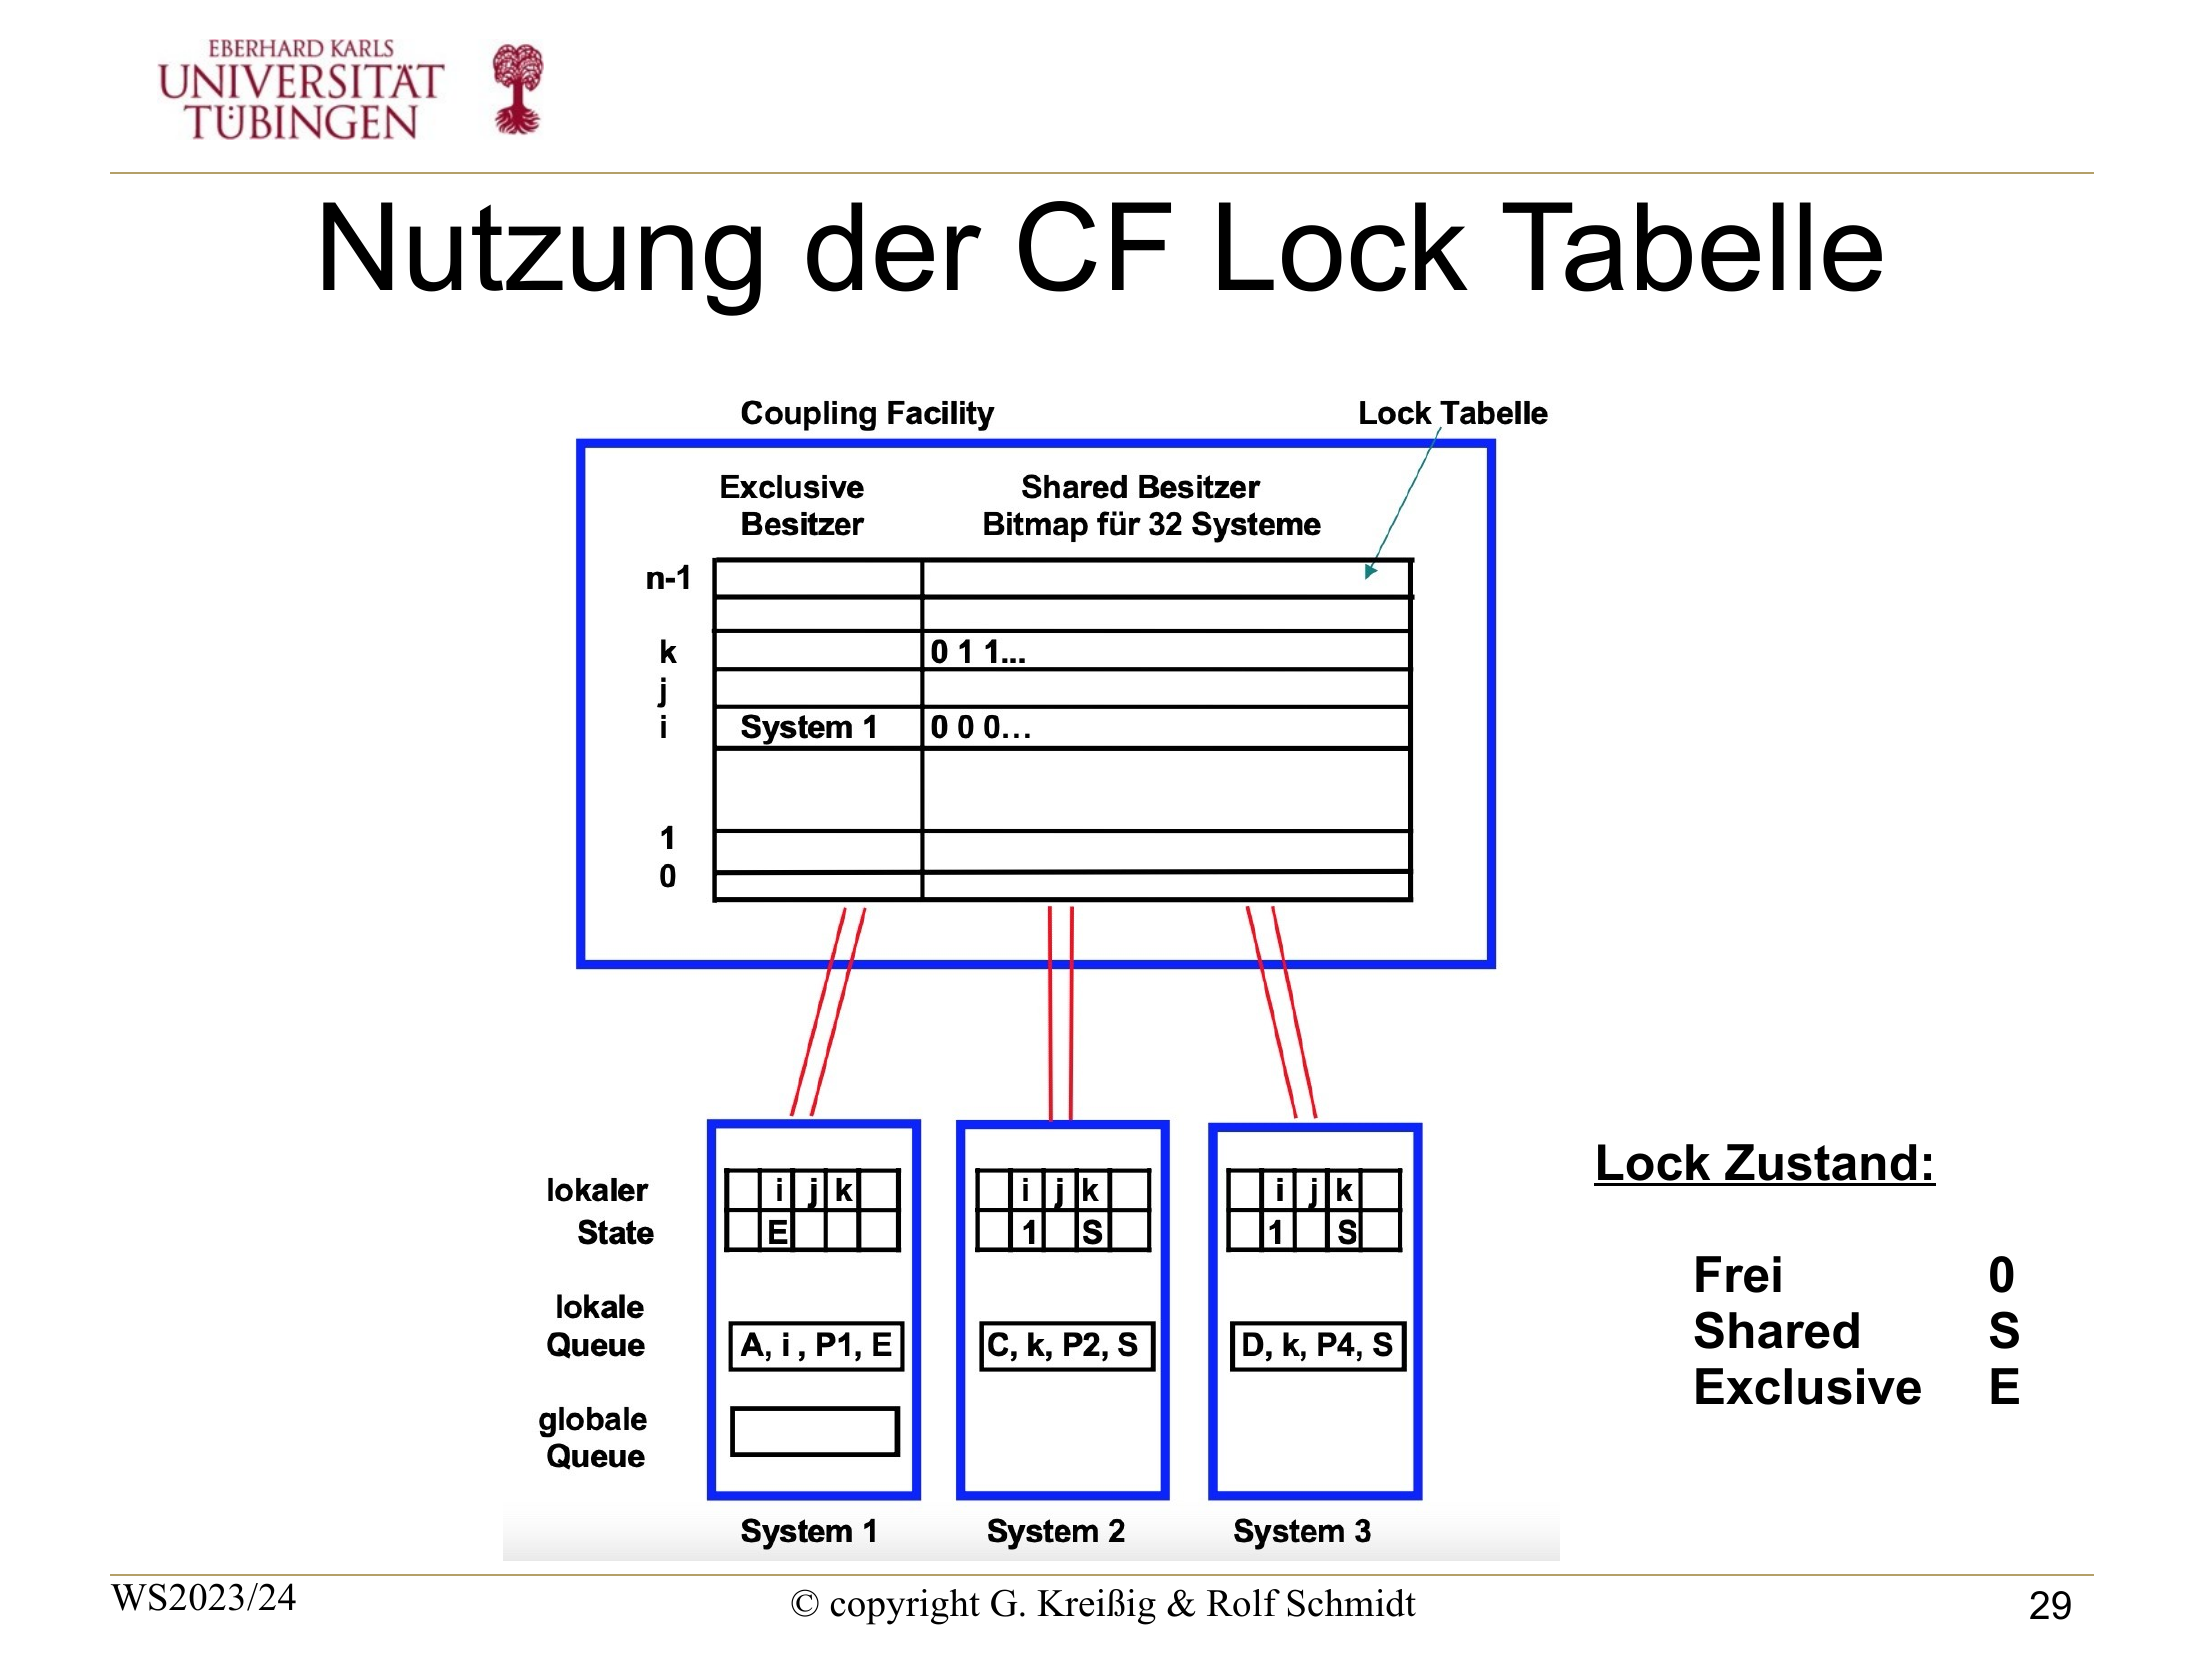 EBERHARD KARLS
UNIVERSITÄT
TÜBINGEN
Nutzung der CF Lock Tabelle
Coupling Facility
Lock Tabelle
Exclusive
Besitzer
Shared Besitzer
Bitmap für 32 Systeme
n-1
k 0 1 1...
j
i System 1 0 0 0...
1
0
lokaler
State
i j k
E
i j k
1 S
i j k
1 S
lokale
Queue
A, i , P1, E
C, k, P2, S
D, k, P4, S
globale
Queue
System 1
System 2
System 3
Lock Zustand:
Frei 0
Shared S
Exclusive E
WS2023/24
© copyright G. Kreißig & Rolf Schmidt
29